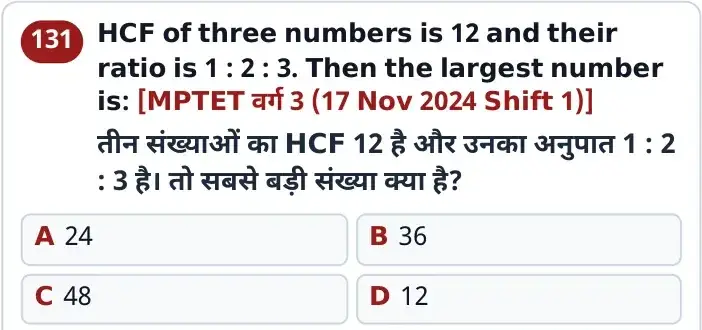 131 HCF of three numbers is 12 and their
ratio is 1 : 2 : 3. Then the largest number
is: [MPTET वर्ग 3 (17 Nov 2024 Shift 1)]
तीन संख्याओं का HCF 12 है और उनका अनुपात 1 : 2
: 3 है। तो सबसे बड़ी संख्या क्या है?
A 24
B 36
C 48
D 12